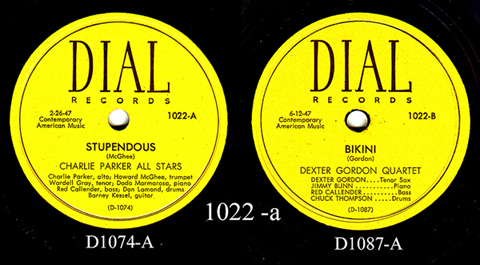 DIAL
RECORDS
2-26-47
Contemporary
American Music
1022-A
STUPENDOUS
(McGhee)
CHARLIE PARKER ALL STARS
Charlie Parker, alto; Howard McGhee, trumpet
Wardell Gray, tenor; Dodo Marmarosa, piano
Red Callender, bass; Don Lamond, drums
Barney Kessel, guitar
(D-1074)
DIAL
RECORDS
6-12-47
Contemporary
American Music
1022-B
BIKINI
(Gordon)
DEXTER GORDON QUARTET
DEXTER GORDON....Tenor Sax
JIMMY BUNN............Piano
RED CALLENDER........Bass
CHUCK THOMPSON.....Drums
(D-1087)
1022 -a
D1074-A
D1087-A